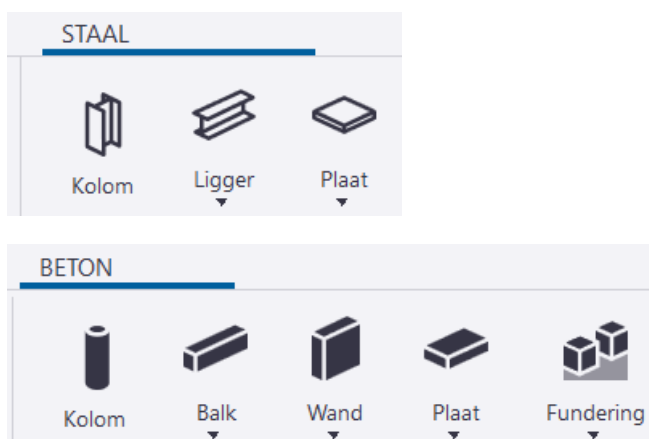 STAAL
Kolom Ligger Plaat
BETON
Kolom Balk Wand Plaat Fundering